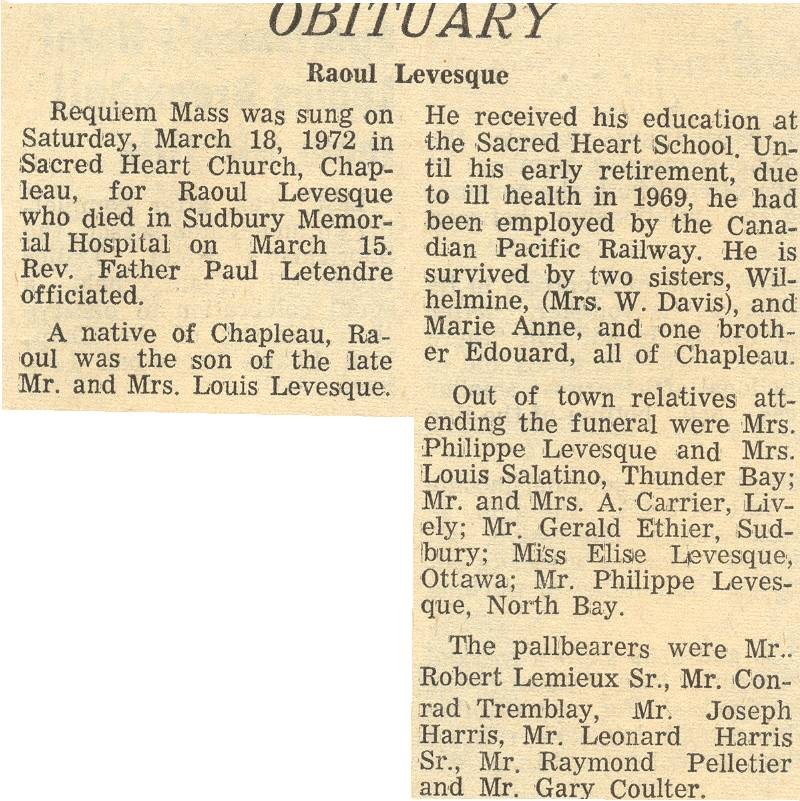 OBITUARY
Raoul Levesque
Requiem Mass was sung on
Saturday, March 18, 1972 in
Sacred Heart Church, Chap-
leau, for Raoul Levesque
who died in Sudbury Memor-
ial Hospital on March 15.
Rev. Father Paul Letendre
officiated.
A native of Chapleau, Ra-
oul was the son of the late
Mr. and Mrs. Louis Levesque.
He received his education at
the Sacred Heart School. Un-
til his early retirement, due
to ill health in 1969, he had
been employed by the Cana-
dian Pacific Railway. He is
survived by two sisters, Wil-
helmine, (Mrs. W. Davis), and
Marie Anne, and one broth-
er Edouard, all of Chapleau.
Out of town relatives att-
ending the funeral were Mrs.
Philippe Levesque and Mrs.
Louis Salatino, Thunder Bay;
Mr. and Mrs. A. Carrier, Liv-
ely; Mr. Gerald Ethier, Sud-
bury; Miss Elise Levesque,
Ottawa; Mr. Philippe Leves-
que, North Bay.
The pallbearers were Mr..
Robert Lemieux Sr., Mr. Con-
rad Tremblay, Mr. Joseph
Harris, Mr. Leonard Harris
Sr., Mr. Raymond Pelletier
and Mr. Gary Coulter.